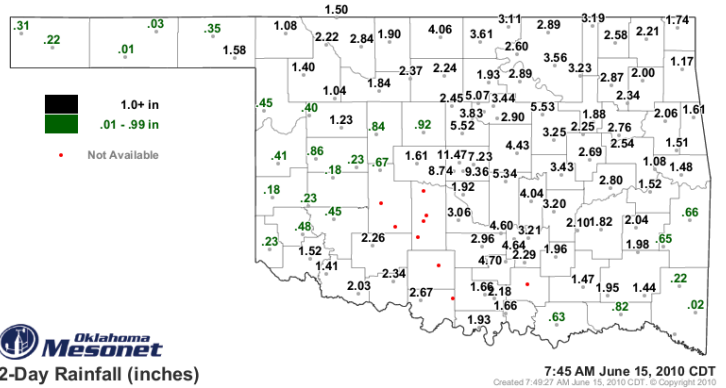 1.50
.31 .03 .35 1.08 4.06 3.11 2.89 3.19 1.74
.22 2.22 2.84 1.90 3.61 2.58 2.21
.01 1.58 2.60
1.40 2.37 2.24 3.56 1.17
1.84 1.93 2.89 3.23 2.87 2.00
1.04 2.45 5.07 3.44 2.34
.45 .40 3.83 2.90 5.53 1.88 2.06 1.61
1.0+ in
1.23 .84 .92 5.52 3.25 2.25 2.76
.01 - .99 in
4.43 2.54 1.51
Not Available
.41 .86 .23 .67 1.61 11.47 7.23 2.69 1.08
.18 8.74 9.36 5.34 3.43 1.48
.18 .23 1.92 4.04 2.80 1.52
.45 3.06 3.20 .66
.48 4.60 3.21 2.10 1.82 2.04
.23 2.26 2.96 4.64 1.96 1.98 .65
1.52 4.70 2.29
1.41 2.34 1.47 .22
2.03 2.67 1.66 2.18 1.95 1.44
1.66 .82 .02
1.93 .63
Oklahoma
Mesonet
2-Day Rainfall (inches) 7:45 AM June 15, 2010 CDT
Created 7:49:27 AM June 15, 2010 CDT. © Copyright 2010